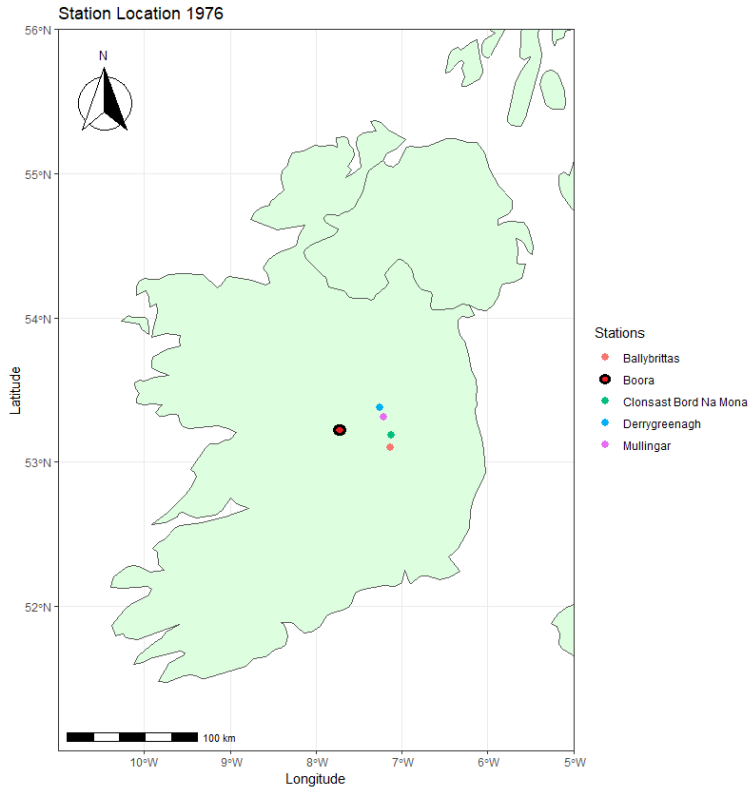 Station Location 1976
N
56°N
55°N
54°N
53°N
52°N
Latitude
100 km
10°W
9°W
8°W
7°W
6°W
5°W
Longitude
Stations
Ballybrittas
Boora
Clonsast Bord Na Mona
Derrygreenagh
Mullingar